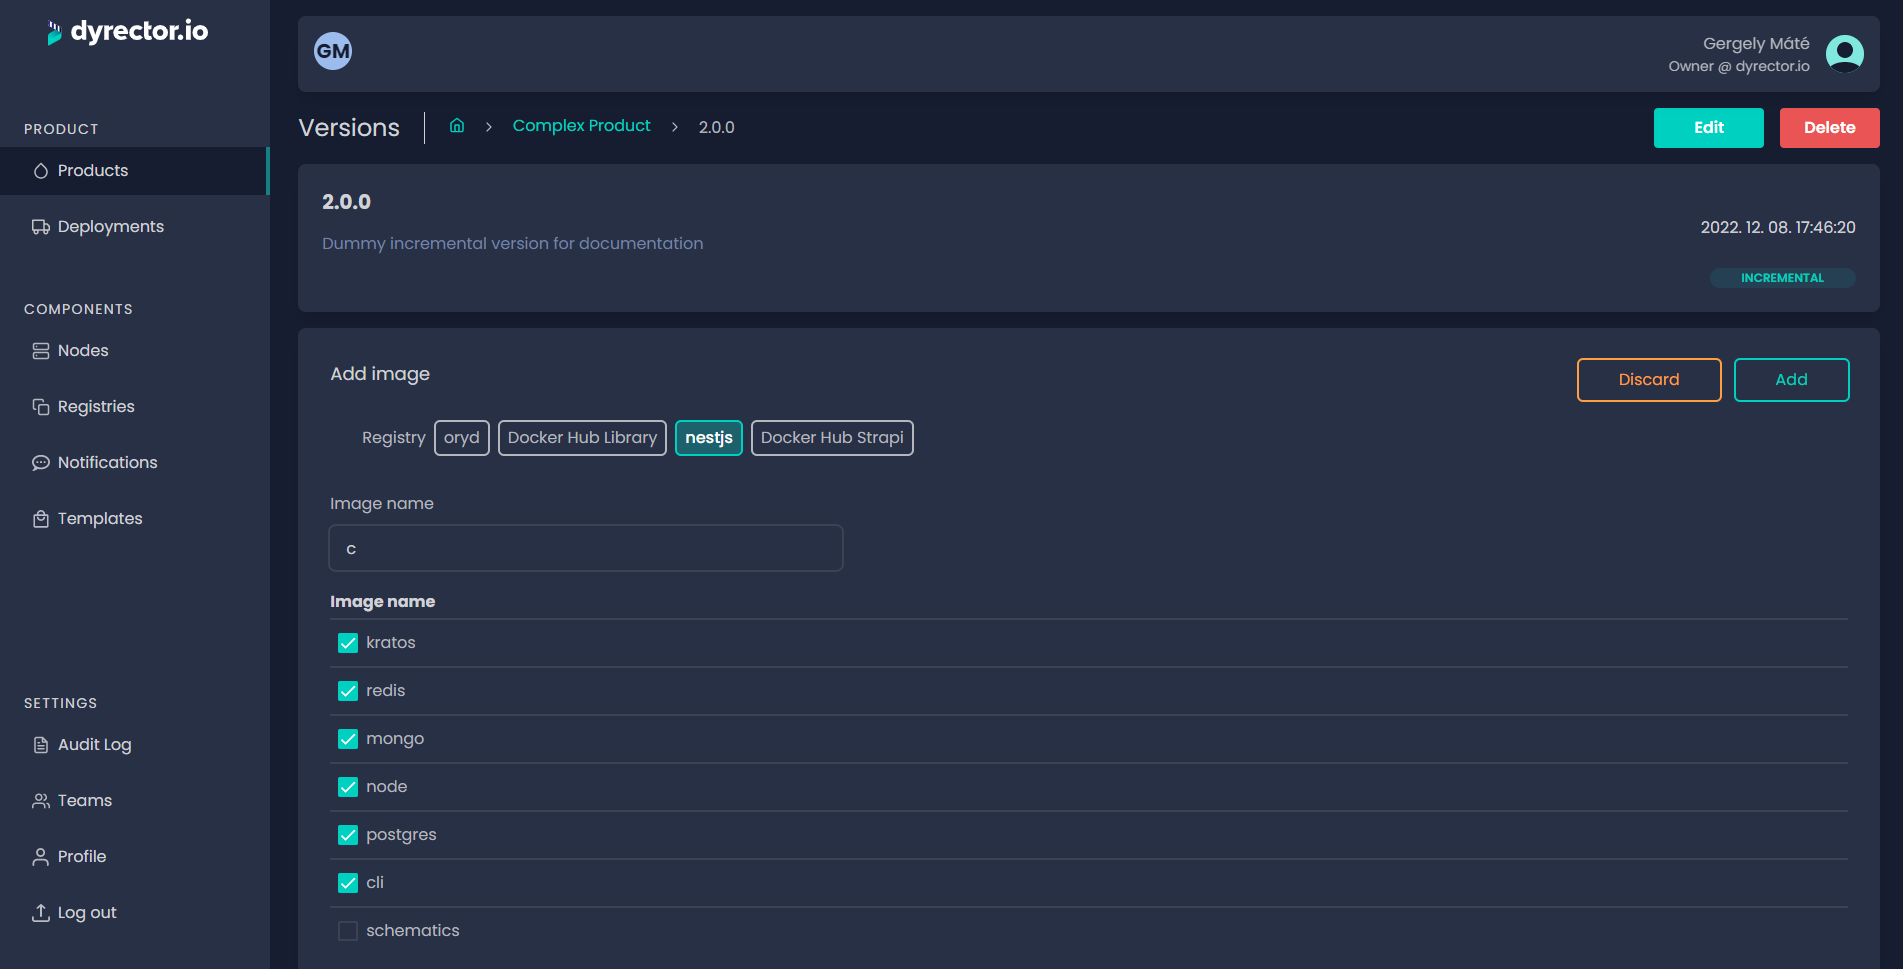 dyrector.io
PRODUCT
Products
Deployments
COMPONENTS
Nodes
Registries
Notifications
Templates
SETTINGS
Audit Log
Teams
Profile
Log out
GM
Gergely Máté
Owner @ dyrector.io
Versions
Complex Product
2.0.0
Edit
Delete
2.0.0
Dummy incremental version for documentation
2022. 12. 08. 17:46:20
INCREMENTAL
Add image
Discard
Add
Registry oryd Docker Hub Library nestjs Docker Hub Strapi
Image name
c
Image name
kratos
redis
mongo
node
postgres
cli
schematics